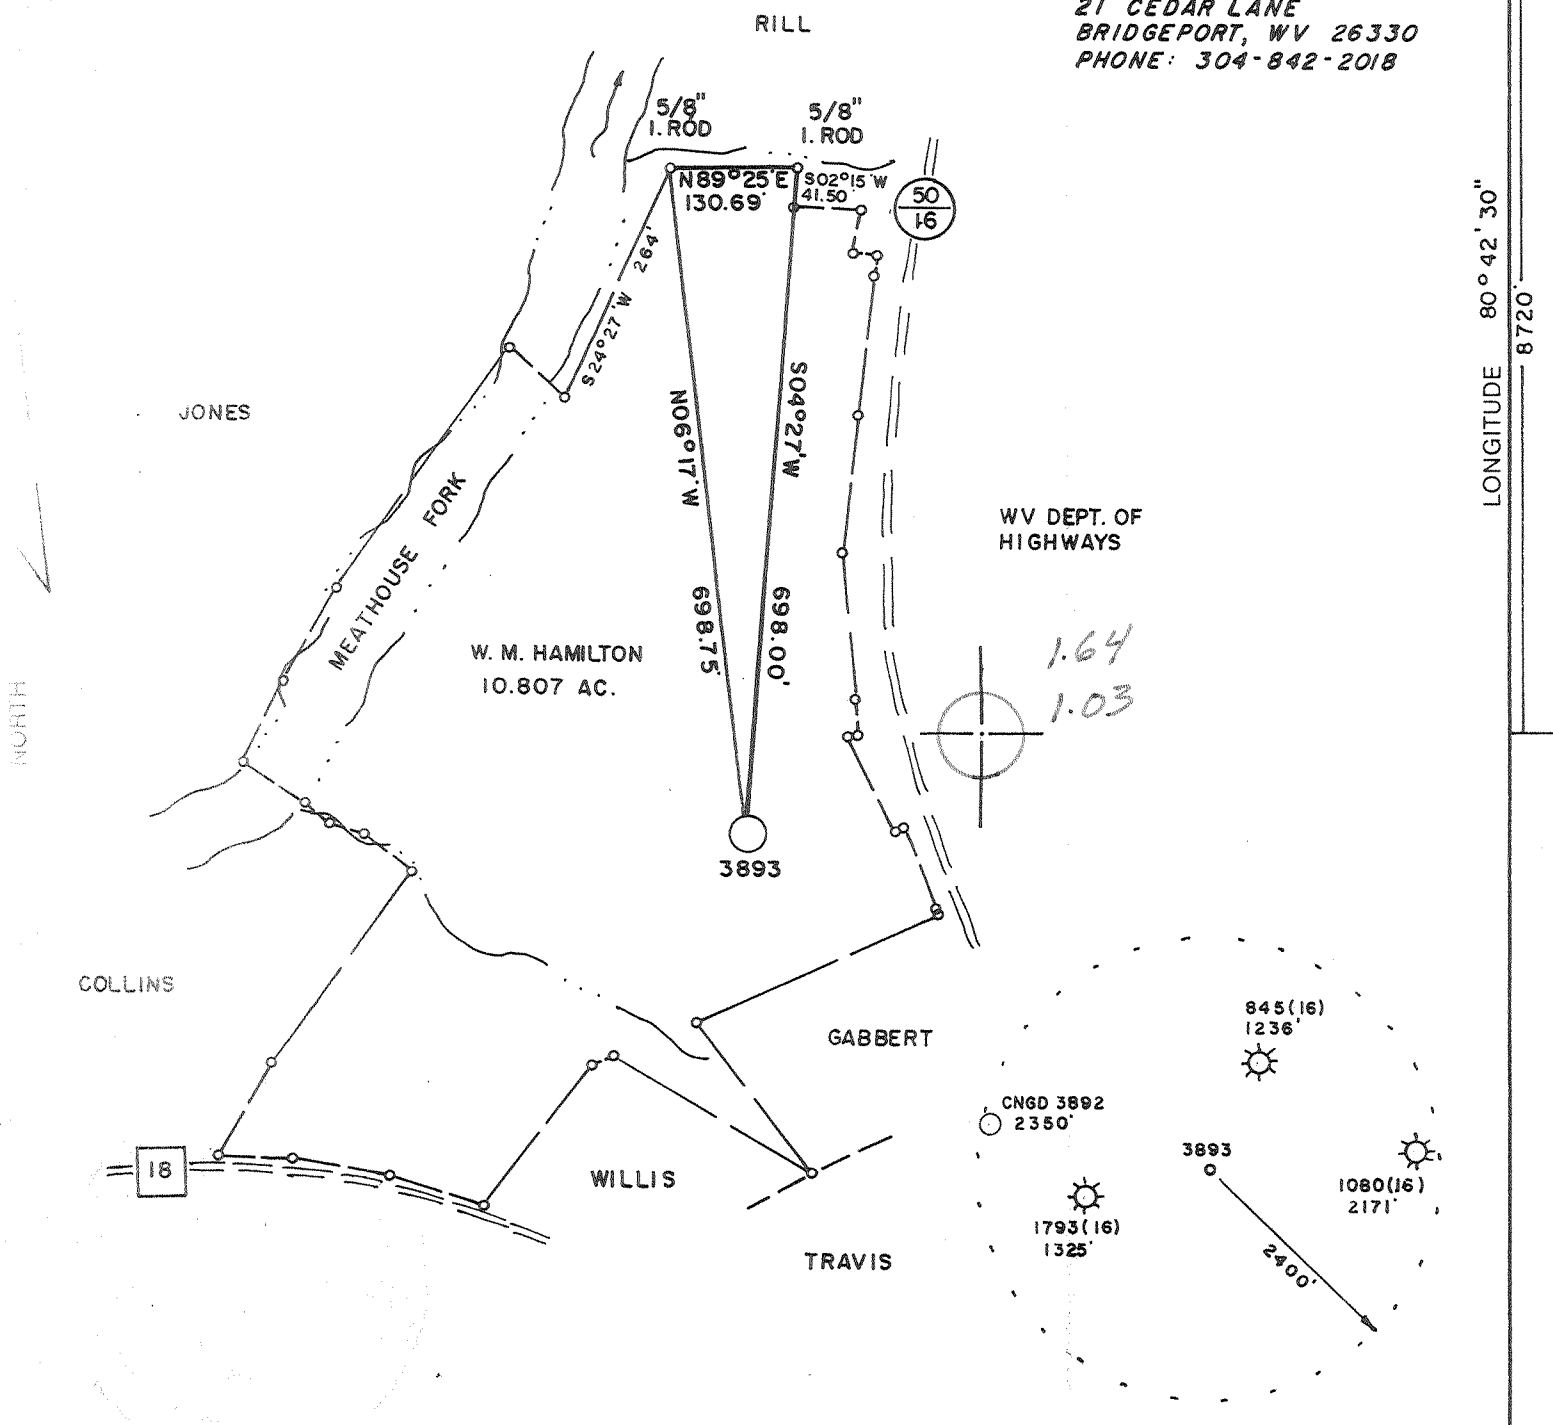 RILL
21 CEDAR LANE
BRIDGEPORT, WV 26330
PHONE: 304-842-2018
5/8"
I. ROD
5/8"
I. ROD
N89°25'E
130.69'
S02°15'W
41.50'
50
16
S24°27'W 264'
LONGITUDE 80°42'30"
8720'
JONES
MEATHOUSE FORK
N06°17'W 698.75'
S04°27'W 698.00'
WV DEPT. OF
HIGHWAYS
W. M. HAMILTON
10.807 AC.
1.64
1.03
NORTH
3893
COLLINS
GABBERT
18
WILLIS
TRAVIS
845(16)
1236'
CNGD 3892
2350'
3893
1080(16)
2171'
1793(16)
1325'
2400'